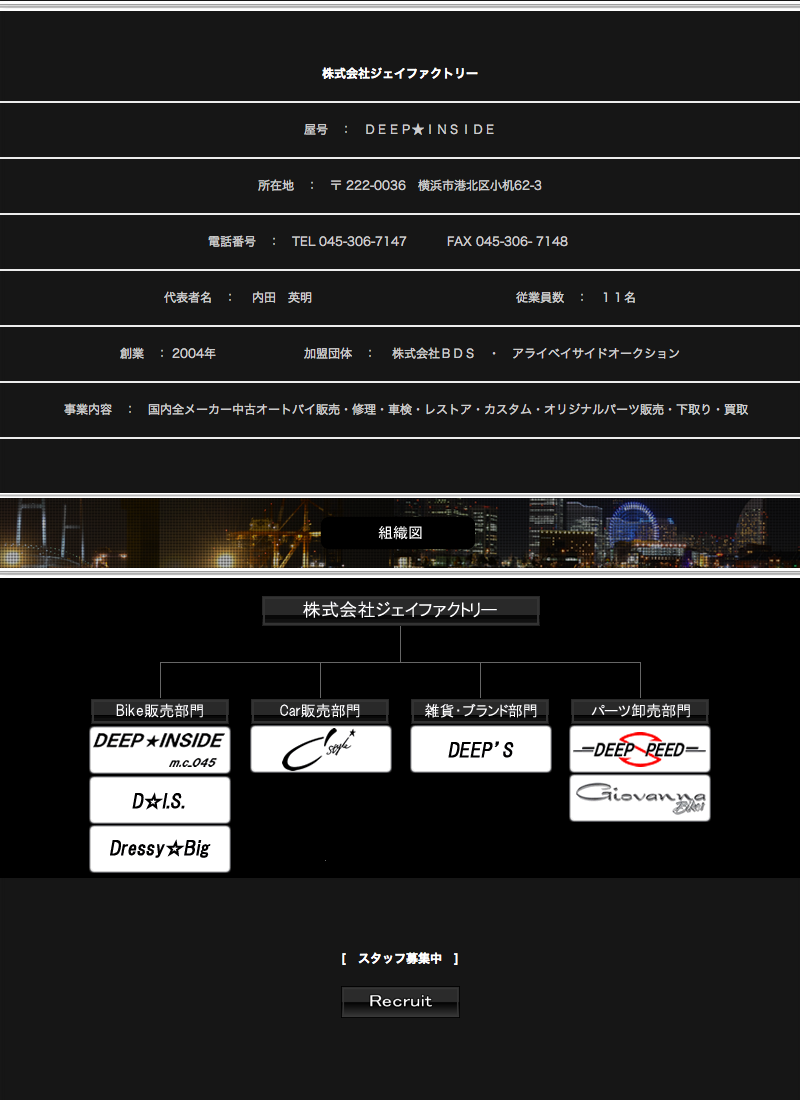 株式会社ジェイファクトリー
屋号　：　ＤＥＥＰ★ＩＮＳＩＤＥ
所在地　：　〒222-0036　横浜市港北区小机62-3
電話番号　：　TEL 045-306-7147　　　FAX 045-306- 7148
代表者名　：　内田　英明　　　従業員数　：　１１名
創業　：2004年　　　加盟団体　：　株式会社ＢＤＳ　・　アライベイサイドオークション
事業内容　：　国内全メーカー中古オートバイ販売・修理・車検・レストア・カスタム・オリジナルパーツ販売・下取り・買取
組織図
株式会社ジェイファクトリー
Bike販売部門
DEEP★INSIDE
m.c.045
D☆I.S.
Dressy☆Big
Car販売部門
C'style★
雑貨・ブランド部門
DEEP'S
パーツ卸売部門
DEEP SPEED
Giovanna
Bikes
[　スタッフ募集中　]
Recruit